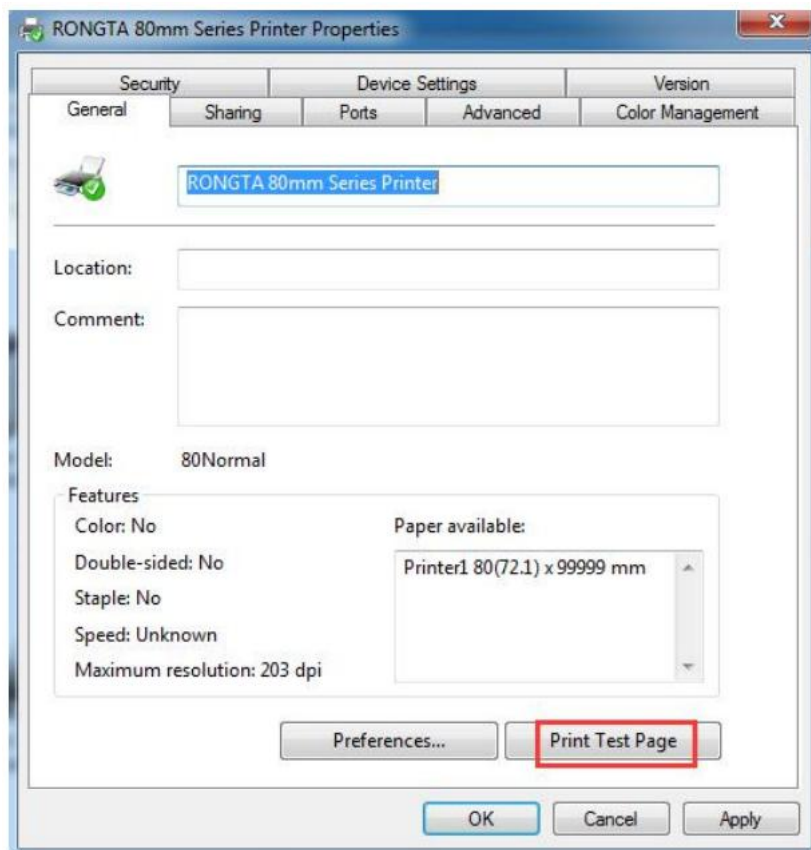 RONGTA 80mm Series Printer Properties
Security Device Settings Version
General Sharing Ports Advanced Color Management
RONGTA 80mm Series Printer
Location:
Comment:
Model: 80Normal
Features
Color: No Paper available:
Double-sided: No Printer1 80(72.1) x 99999 mm
Staple: No
Speed: Unknown
Maximum resolution: 203 dpi
Preferences... Print Test Page
OK Cancel Apply